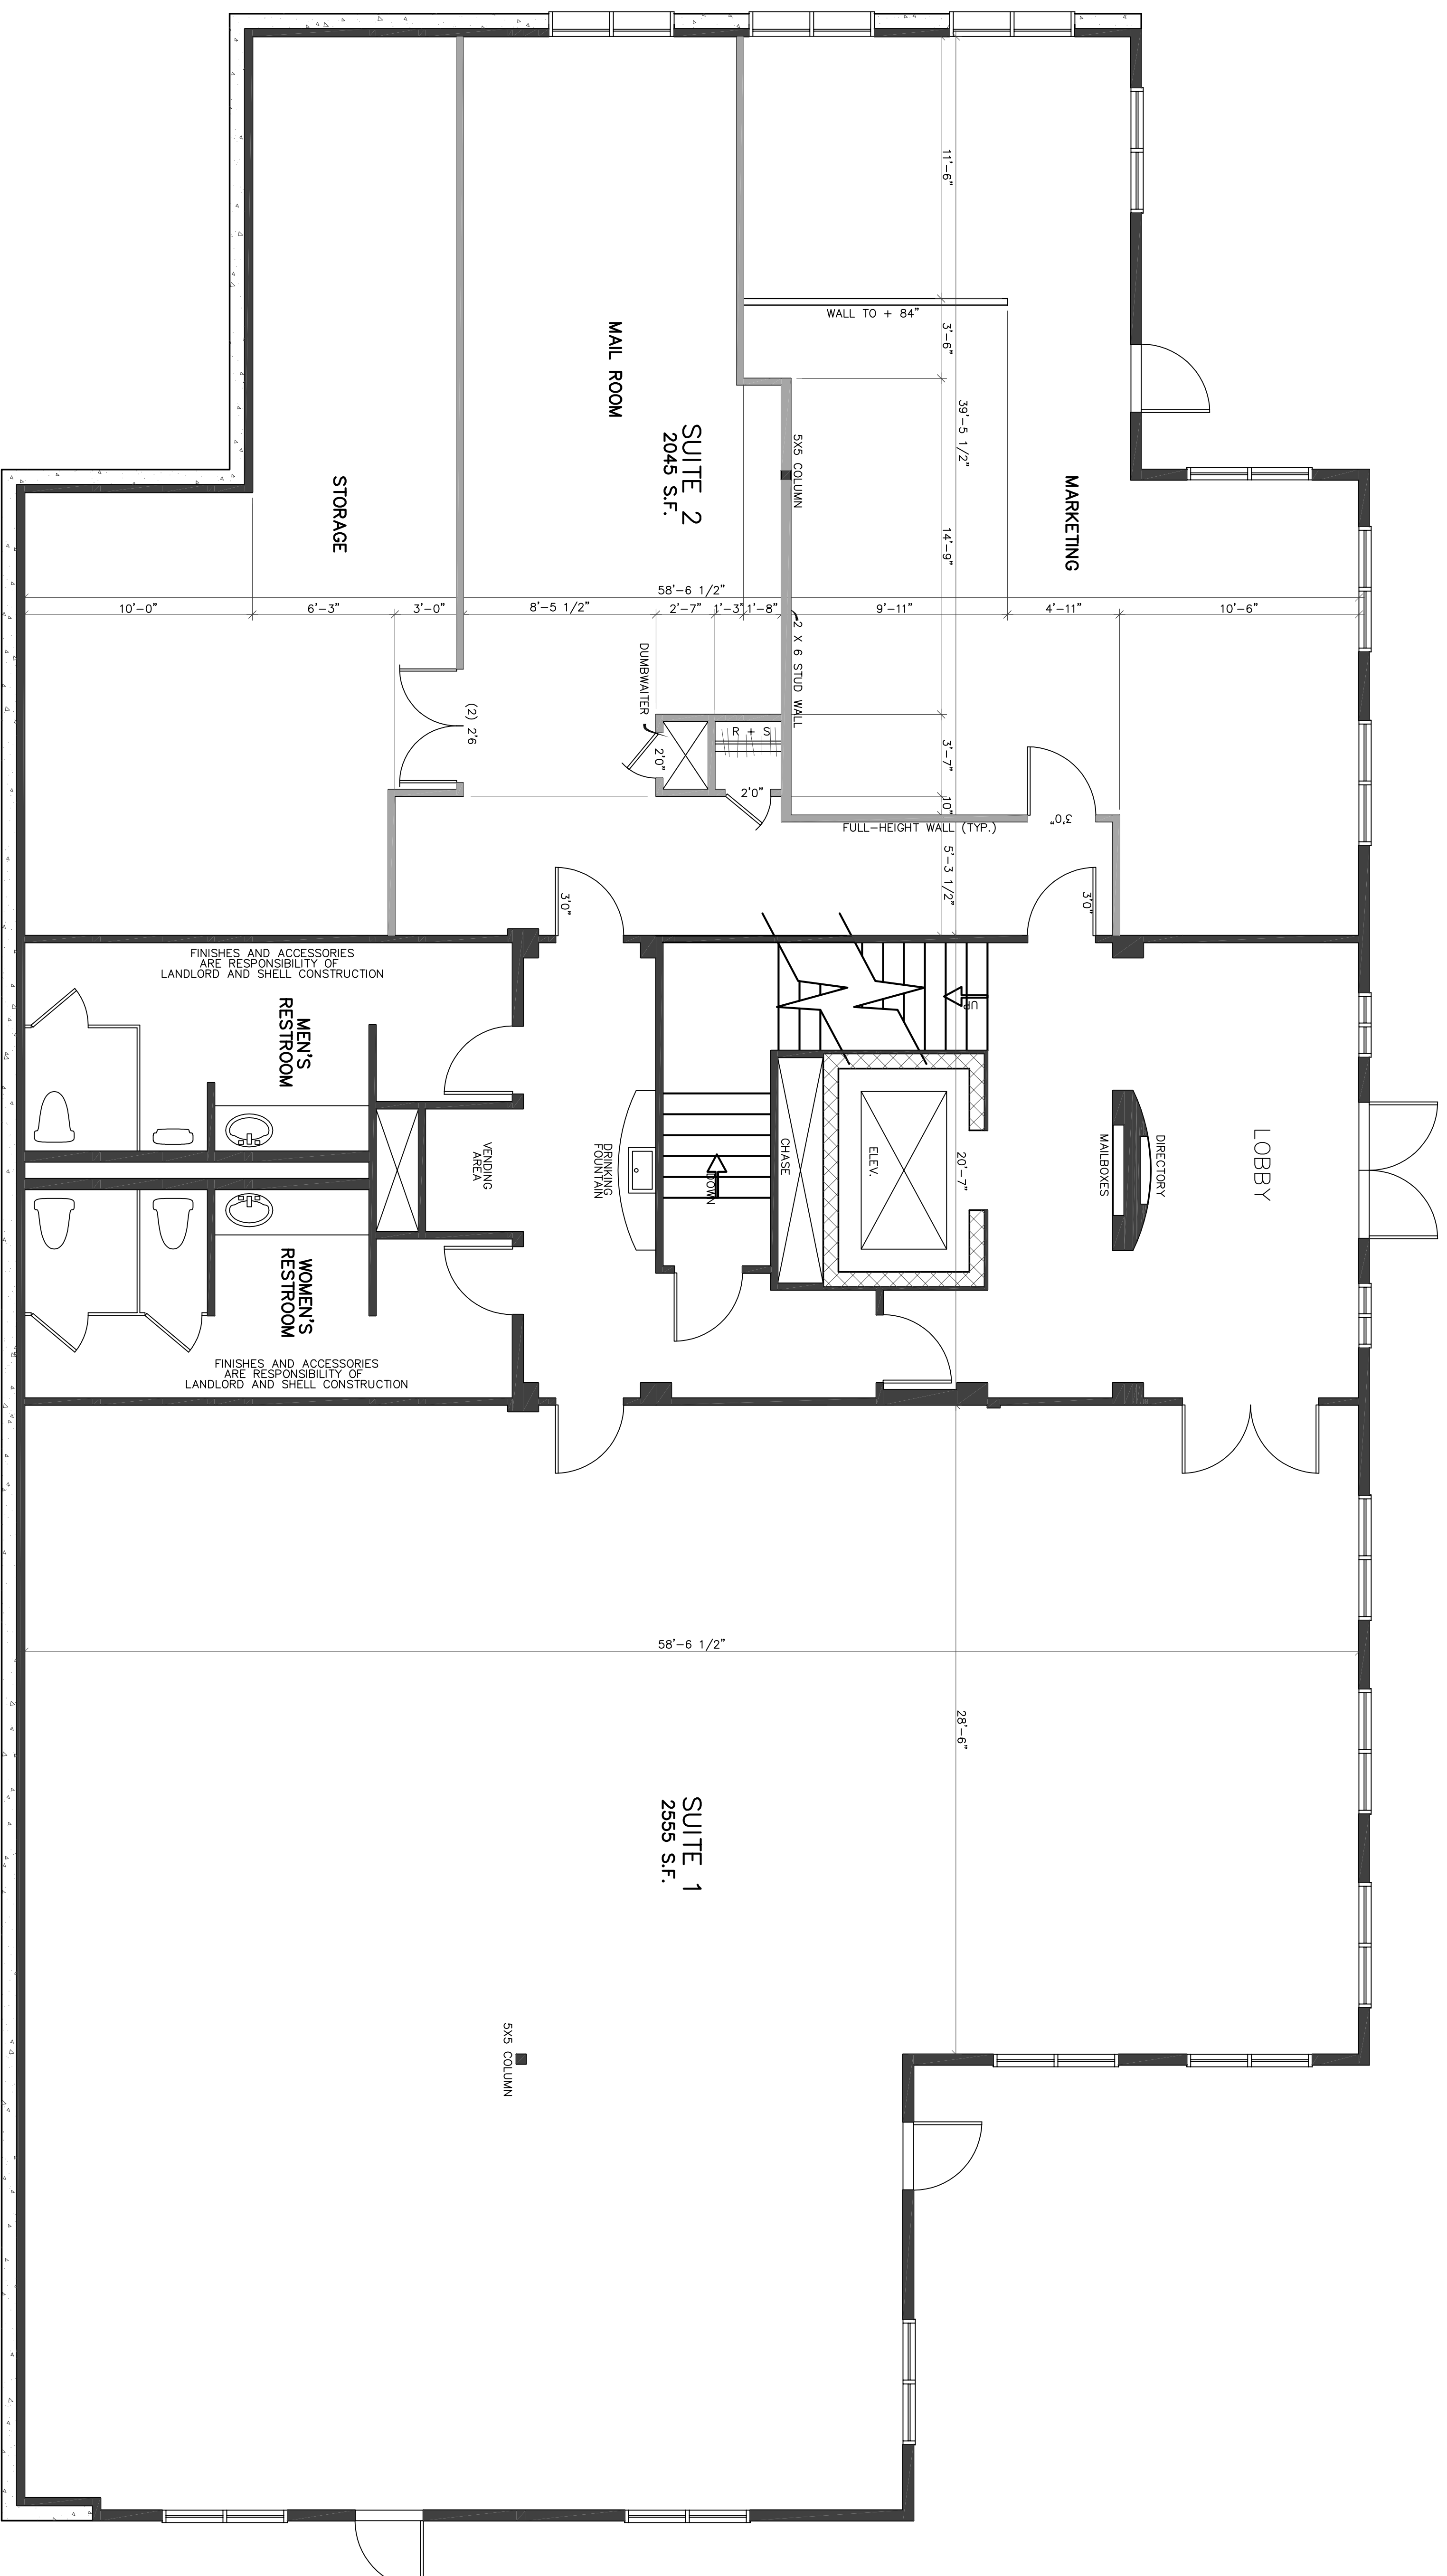 11'-6"
WALL TO + 84"
3'-6"
MAIL ROOM
39'-5 1/2"
SUITE 2
2045 S.F.
5X5 COLUMN
STORAGE
MARKETING
14'-9"
58'-6 1/2"
10'-0"
6'-3"
3'-0"
8'-5 1/2"
2'-7"
1'-3"
1'-8"
9'-11"
4'-11"
10'-6"
2 X 6 STUD WALL
DUMBWAITER
(2) 2'6
R + S
2'0"
2'0"
3'-7"
10"
3'0"
FULL-HEIGHT WALL (TYP.)
5'-3 1/2"
3'0"
3'0"
FINISHES AND ACCESSORIES
ARE RESPONSIBILITY OF
LANDLORD AND SHELL CONSTRUCTION
MEN'S
RESTROOM
UP
VENDING
AREA
DRINKING
FOUNTAIN
DOWN
CHASE
ELEV.
20'-7"
MAILBOXES
DIRECTORY
LOBBY
WOMEN'S
RESTROOM
FINISHES AND ACCESSORIES
ARE RESPONSIBILITY OF
LANDLORD AND SHELL CONSTRUCTION
58'-6 1/2"
28'-6"
SUITE 1
2555 S.F.
5X5 COLUMN